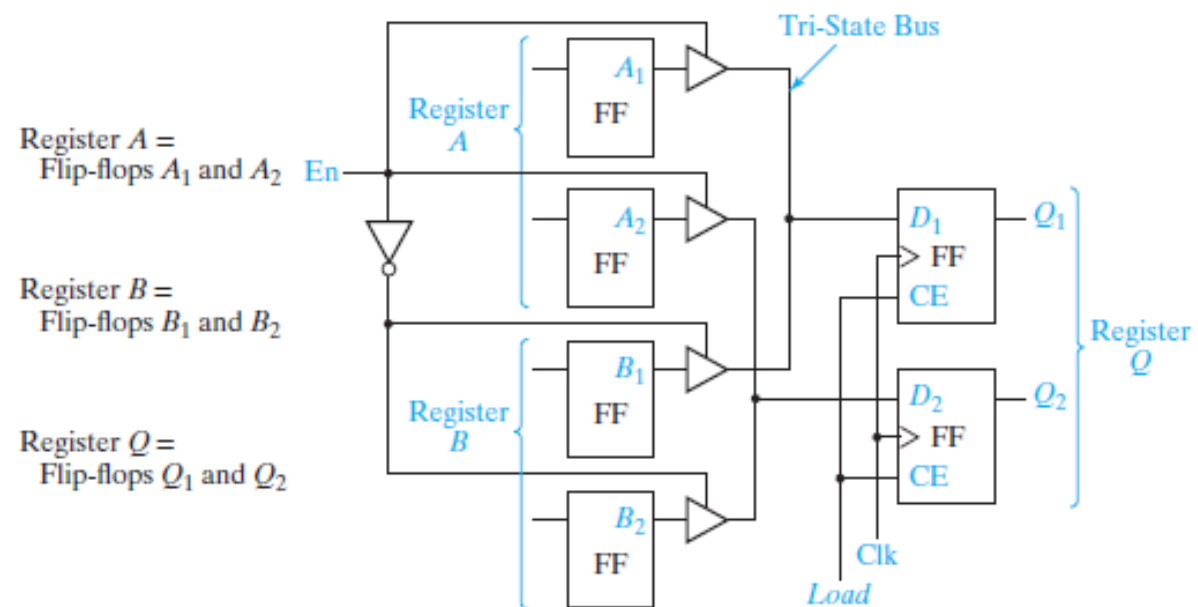 Tri-State Bus
A₁
FF
Register
A
Register A =
Flip-flops A₁ and A₂
En
A₂
FF
D₁
Q₁
FF
CE
Register B =
Flip-flops B₁ and B₂
Register
Q
B₁
FF
Register
B
D₂
Q₂
FF
CE
Register Q =
Flip-flops Q₁ and Q₂
B₂
FF
Clk
Load